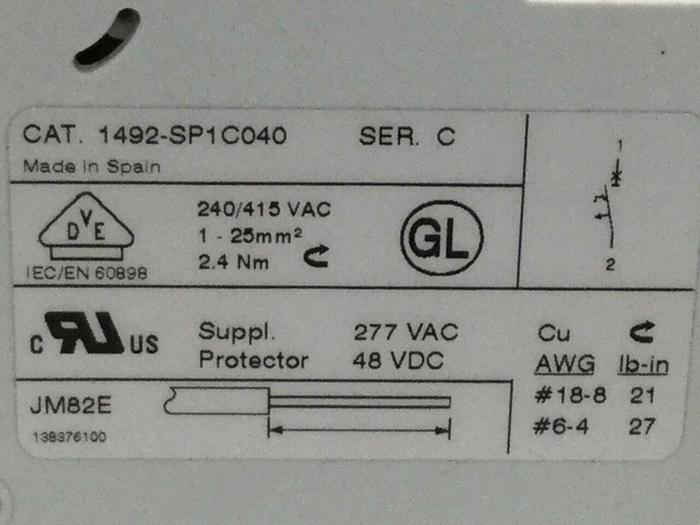 CAT. 1492-SP1C040 SER. C
Made in Spain
1
2
D V E
IEC/EN 60898
240/415 VAC
1 - 25mm²
2.4 Nm
GL
C RU US
Suppl. 277 VAC
Protector 48 VDC
Cu
AWG lb-in
#18-8 21
#6-4 27
JM82E
138376100